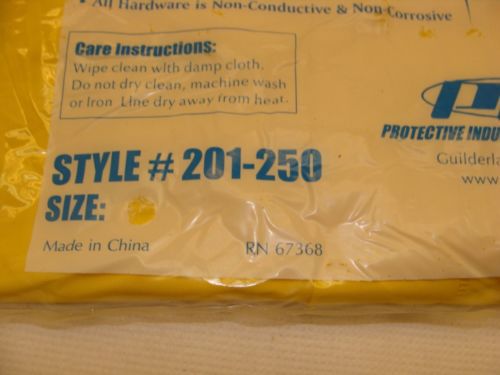 All Hardware is Non-Conductive & Non-Corrosive
Care Instructions:
Wipe clean with damp cloth.
Do not dry clean, machine wash
or Iron. Line dry away from heat.
PROTECTIVE INDU
Guilderla
www.
STYLE # 201-250
SIZE:
Made in China
RN 67368